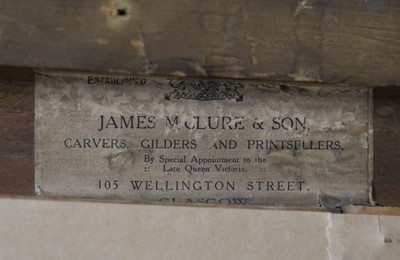 ESTABLISHED
JAMES McCLURE & SON,
CARVERS, GILDERS AND PRINTSELLERS,
By Special Appointment to the
:: Late Queen Victoria. ::
105 WELLINGTON STREET,
GLASGOW